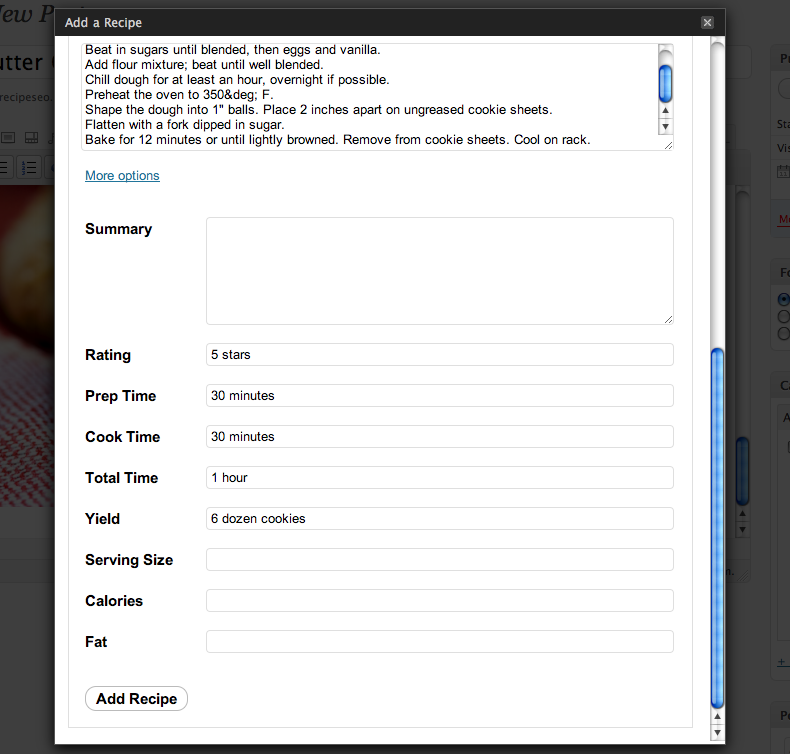 Add a Recipe
Beat in sugars until blended, then eggs and vanilla.
Add flour mixture; beat until well blended.
Chill dough for at least an hour, overnight if possible.
Preheat the oven to 350&deg; F.
Shape the dough into 1" balls. Place 2 inches apart on ungreased cookie sheets.
Flatten with a fork dipped in sugar.
Bake for 12 minutes or until lightly browned. Remove from cookie sheets. Cool on rack.
More options
Summary
Rating
5 stars
Prep Time
30 minutes
Cook Time
30 minutes
Total Time
1 hour
Yield
6 dozen cookies
Serving Size
Calories
Fat
Add Recipe